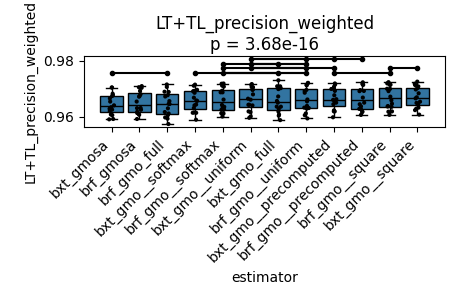 LT+TL_precision_weighted
p = 3.68e-16
LT+TL_precision_weighted
0.98
0.96
bxt_gmosa
brf_gmosa
brf_gmo_full
bxt_gmo__softmax
brf_gmo__softmax
bxt_gmo__uniform
bxt_gmo_full
brf_gmo__uniform
bxt_gmo__precomputed
brf_gmo__precomputed
brf_gmo__square
bxt_gmo__square
estimator